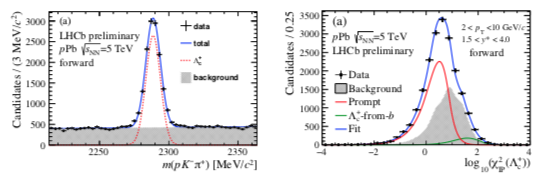 (a)
LHCb preliminary
pPb √sNN=5 TeV
forward
data
total
Λc+
background
Candidates / (3 MeV/c²)
3000
2500
2000
1500
1000
500
0
2250
2300
2350
m(pK⁻π⁺) [MeV/c²]
(a)
pPb √sNN=5 TeV
LHCb preliminary
2 < pT <10 GeV/c
1.5 < y* < 4.0
forward
Data
Background
Prompt
Λc+-from-b
Fit
Candidates / 0.25
3500
3000
2500
2000
1500
1000
500
0
−4
−2
0
2
4
log10(χ²IP(Λc+))